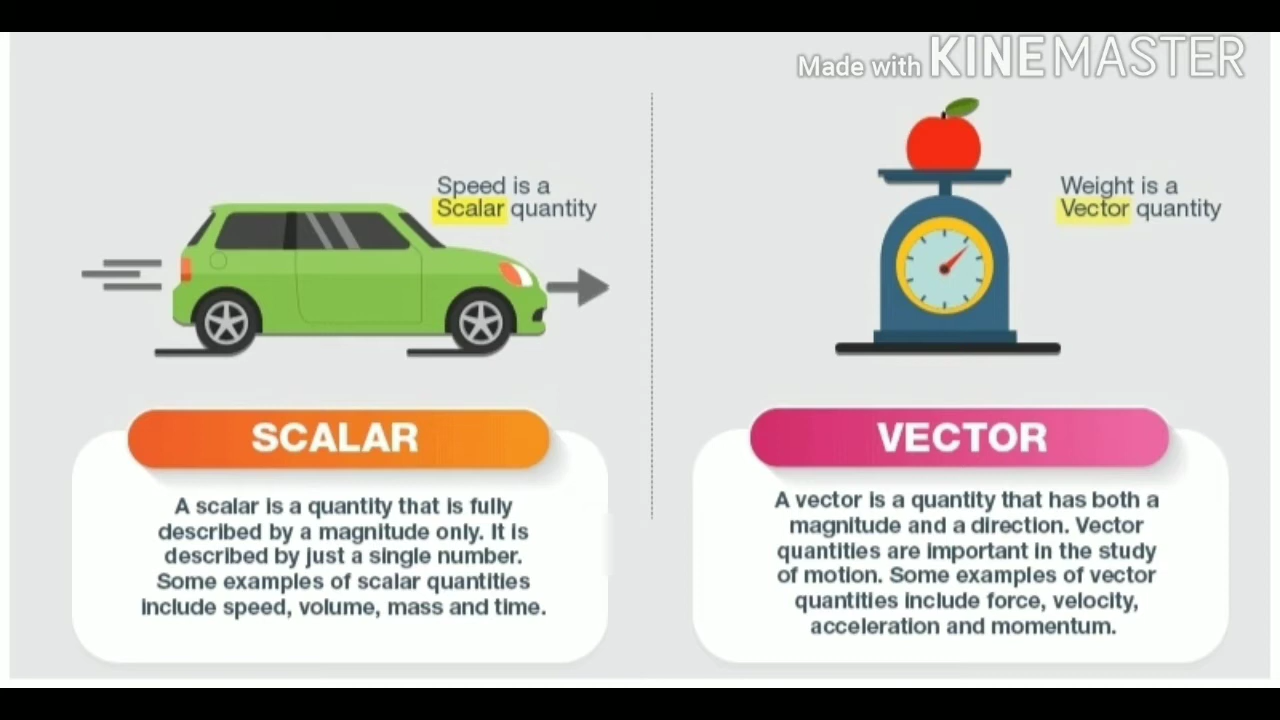 Made with KINEMASTER
Speed is a
Scalar quantity
Weight is a
Vector quantity
SCALAR
A scalar is a quantity that is fully
described by a magnitude only. It is
described by just a single number.
Some examples of scalar quantities
include speed, volume, mass and time.
VECTOR
A vector is a quantity that has both a
magnitude and a direction. Vector
quantities are important in the study
of motion. Some examples of vector
quantities include force, velocity,
acceleration and momentum.